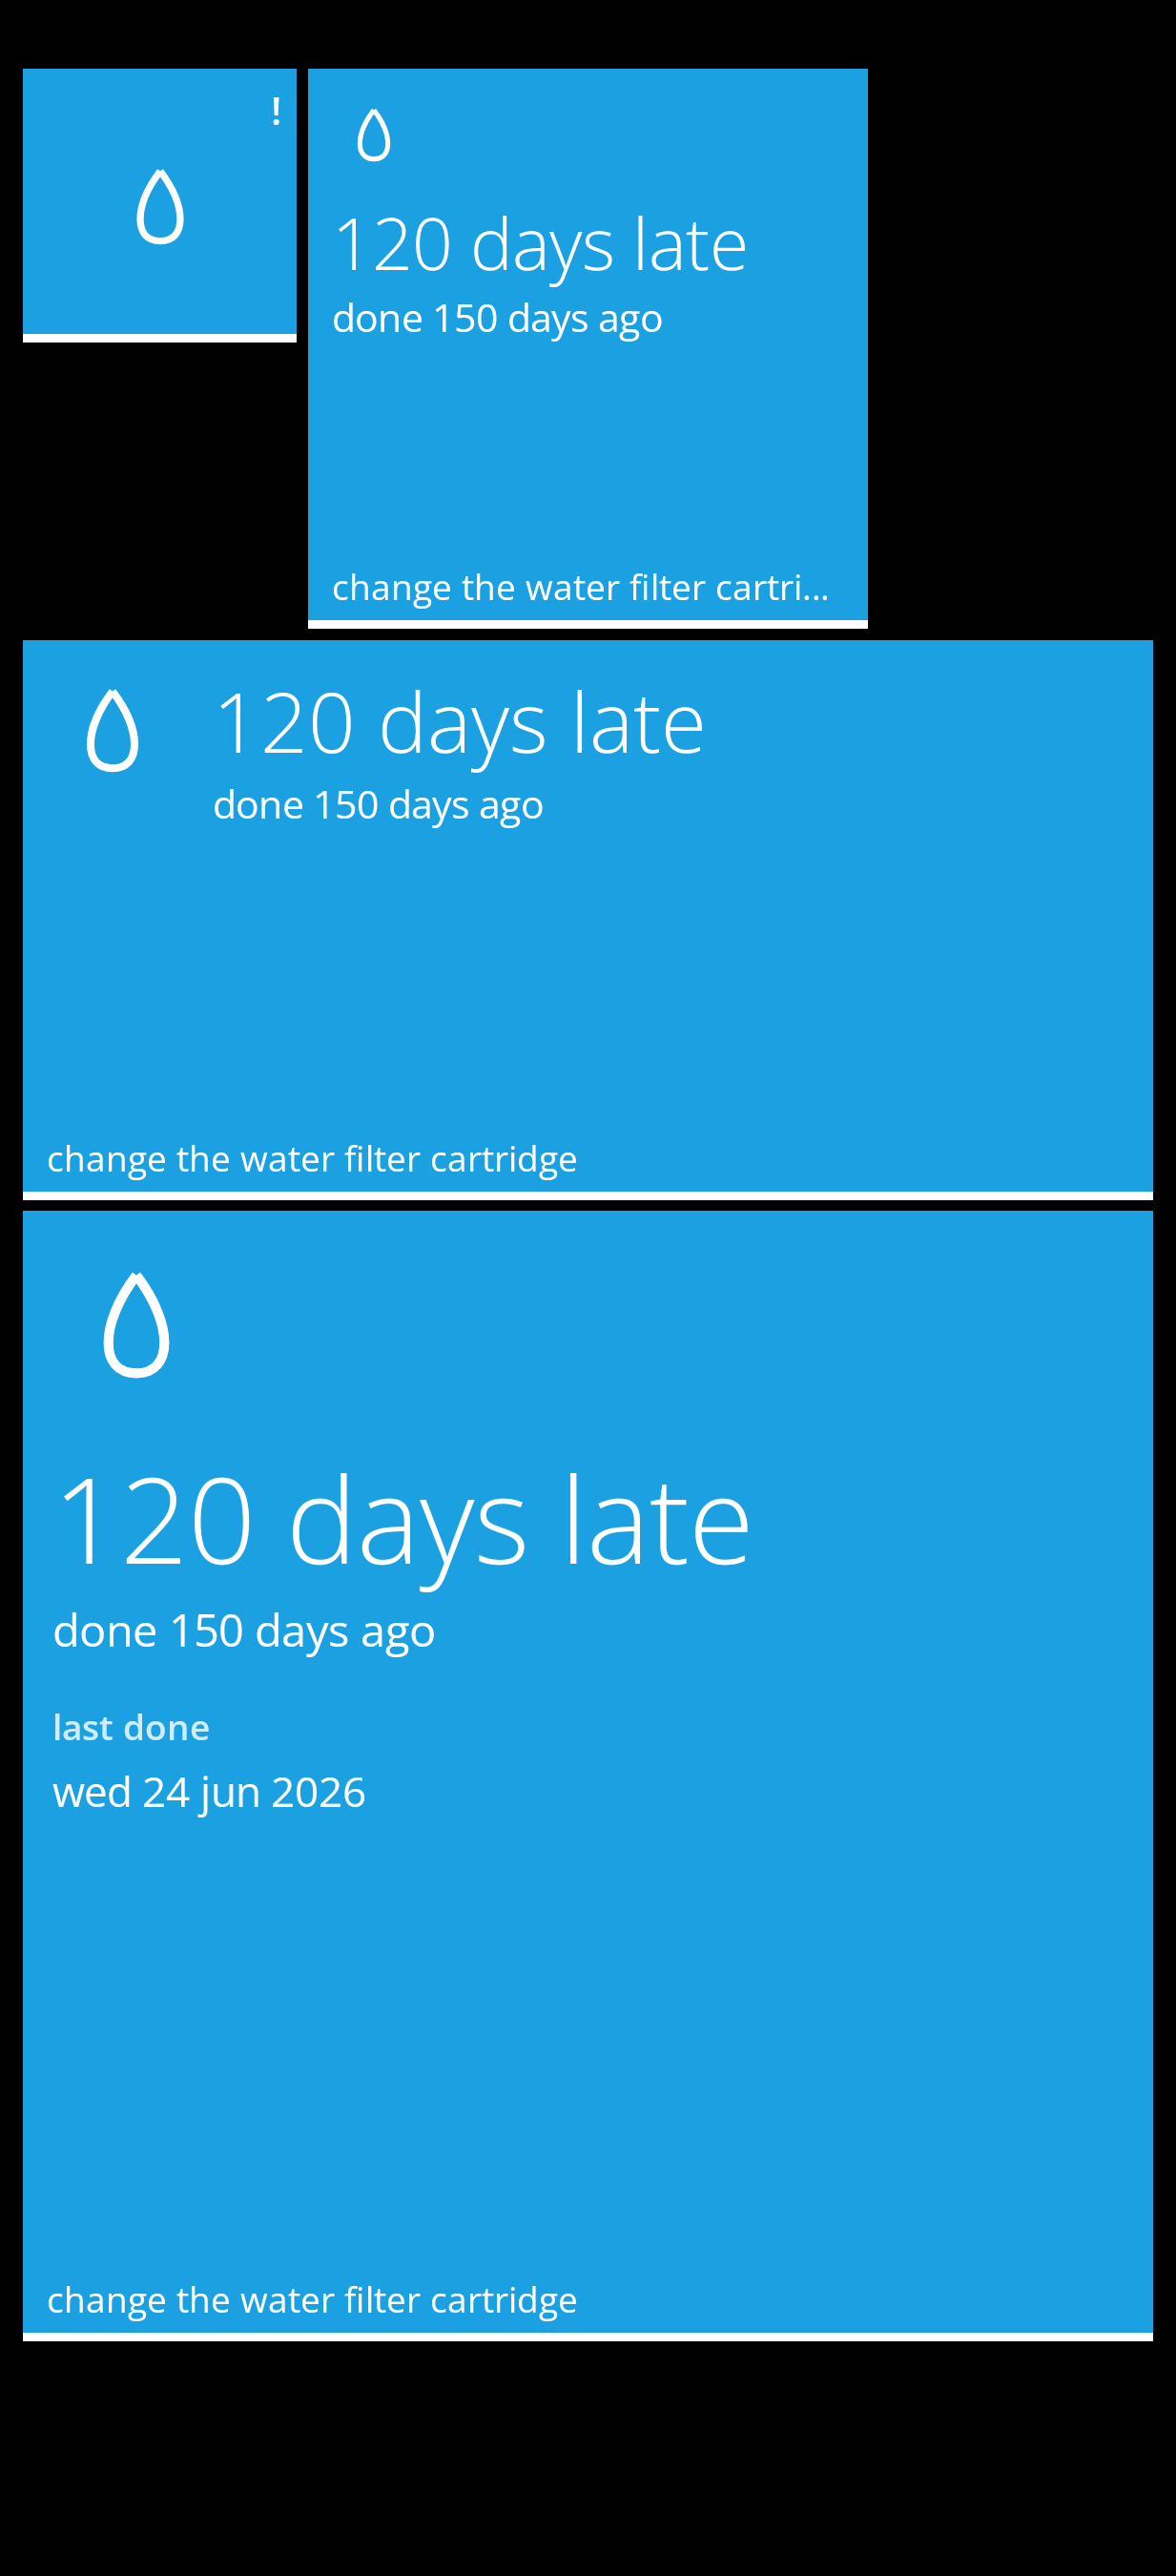 !
120 days late
done 150 days ago
change the water filter cartri...
120 days late
done 150 days ago
change the water filter cartridge
120 days late
done 150 days ago
last done
wed 24 jun 2026
change the water filter cartridge